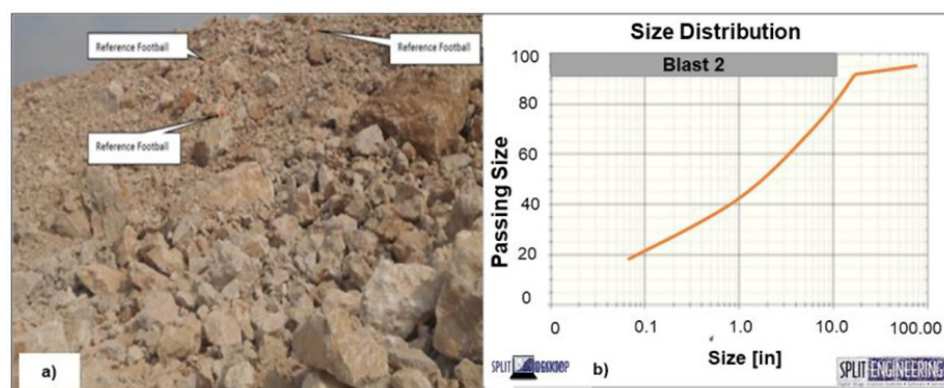 Reference Football
Reference Football
Reference Football
a)
Size Distribution
Blast 2
Passing Size
100
80
60
40
20
0
0
0.1
1.0
10.0
100.00
Size [in]
b)
SPLIT
SPLIT ENGINEERING